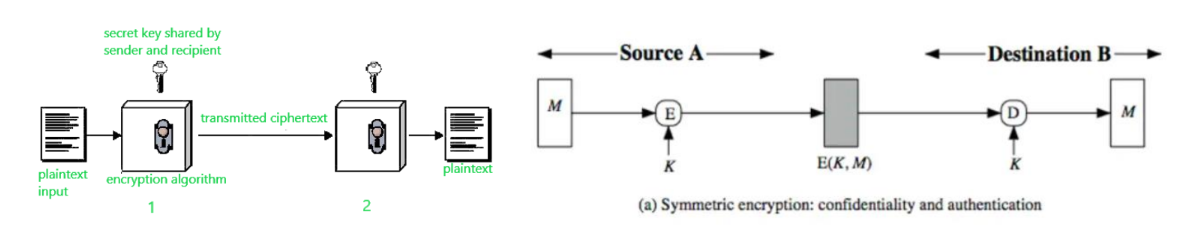 secret key shared by
sender and recipient
transmitted ciphertext
plaintext
input
encryption algorithm
plaintext
1
2
Source A
Destination B
M
E
K
E(K, M)
D
K
M
(a) Symmetric encryption: confidentiality and authentication